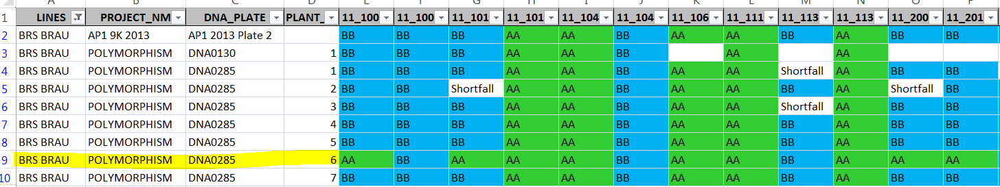 A B C D E F G H I J K L M N O P
1 LINES PROJECT_NM DNA_PLATE PLANT_ 11_100 11_100 11_101 11_101 11_104 11_104 11_106 11_111 11_113 11_113 11_200 11_201
2 BRS BRAU AP1 9K 2013 AP1 2013 Plate 2 BB BB BB AA AA BB AA AA BB AA BB BB
3 BRS BRAU POLYMORPHISM DNA0130 1 BB BB BB AA AA BB AA AA
4 BRS BRAU POLYMORPHISM DNA0285 1 BB BB BB AA AA BB AA AA Shortfall AA BB BB
5 BRS BRAU POLYMORPHISM DNA0285 2 BB BB Shortfall AA AA BB AA AA BB AA Shortfall BB
6 BRS BRAU POLYMORPHISM DNA0285 3 BB BB BB AA AA BB AA AA Shortfall AA BB BB
7 BRS BRAU POLYMORPHISM DNA0285 4 BB BB BB AA AA BB AA AA BB AA BB BB
8 BRS BRAU POLYMORPHISM DNA0285 5 BB BB BB AA AA BB AA AA BB AA BB BB
9 BRS BRAU POLYMORPHISM DNA0285 6 AA BB AA AA AA BB AA AA BB AA AA AA
10 BRS BRAU POLYMORPHISM DNA0285 7 BB BB BB AA AA BB AA AA BB AA BB BB